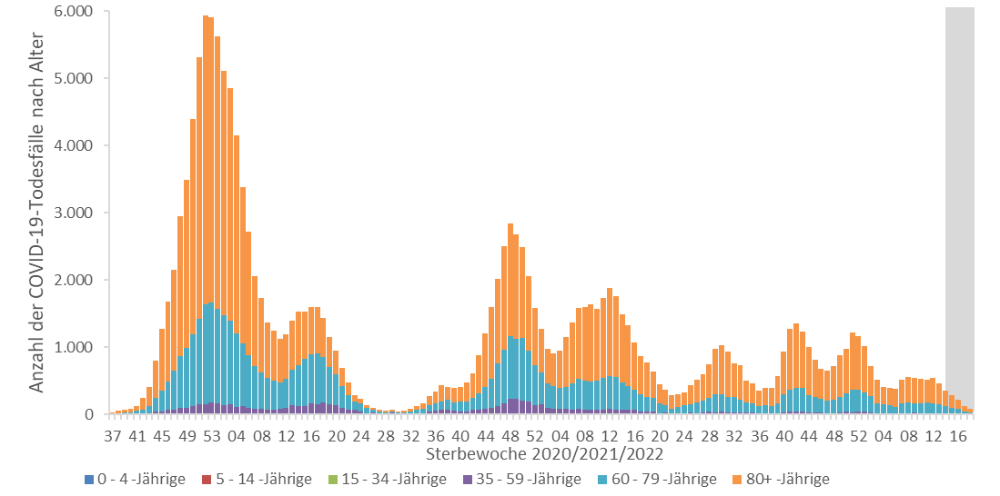 Anzahl der COVID-19-Todesfälle nach Alter
6.000
5.000
4.000
3.000
2.000
1.000
0
37 41 45 49 53 04 08 12 16 20 24 28 32 36 40 44 48 52 04 08 12 16 20 24 28 32 36 40 44 48 52 04 08 12 16
Sterbewoche 2020/2021/2022
0 - 4 -Jährige 5 - 14 -Jährige 15 - 34 -Jährige 35 - 59 -Jährige 60 - 79 -Jährige 80+ -Jährige